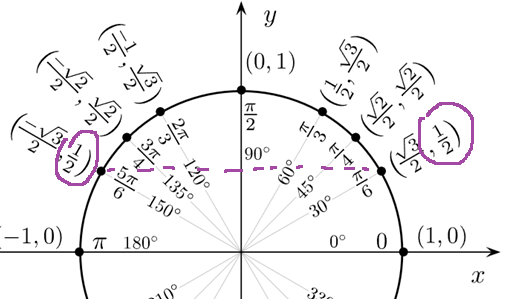 y
(0, 1)
(-1/2, √3/2)
(1/2, √3/2)
(-√2/2, √2/2)
(√2/2, √2/2)
(-√3/2, 1/2)
(√3/2, 1/2)
π/2
90°
2π/3
120°
π/3
60°
3π/4
135°
π/4
45°
5π/6
150°
π/6
30°
(−1, 0)
π
180°
0°
0
(1, 0)
x